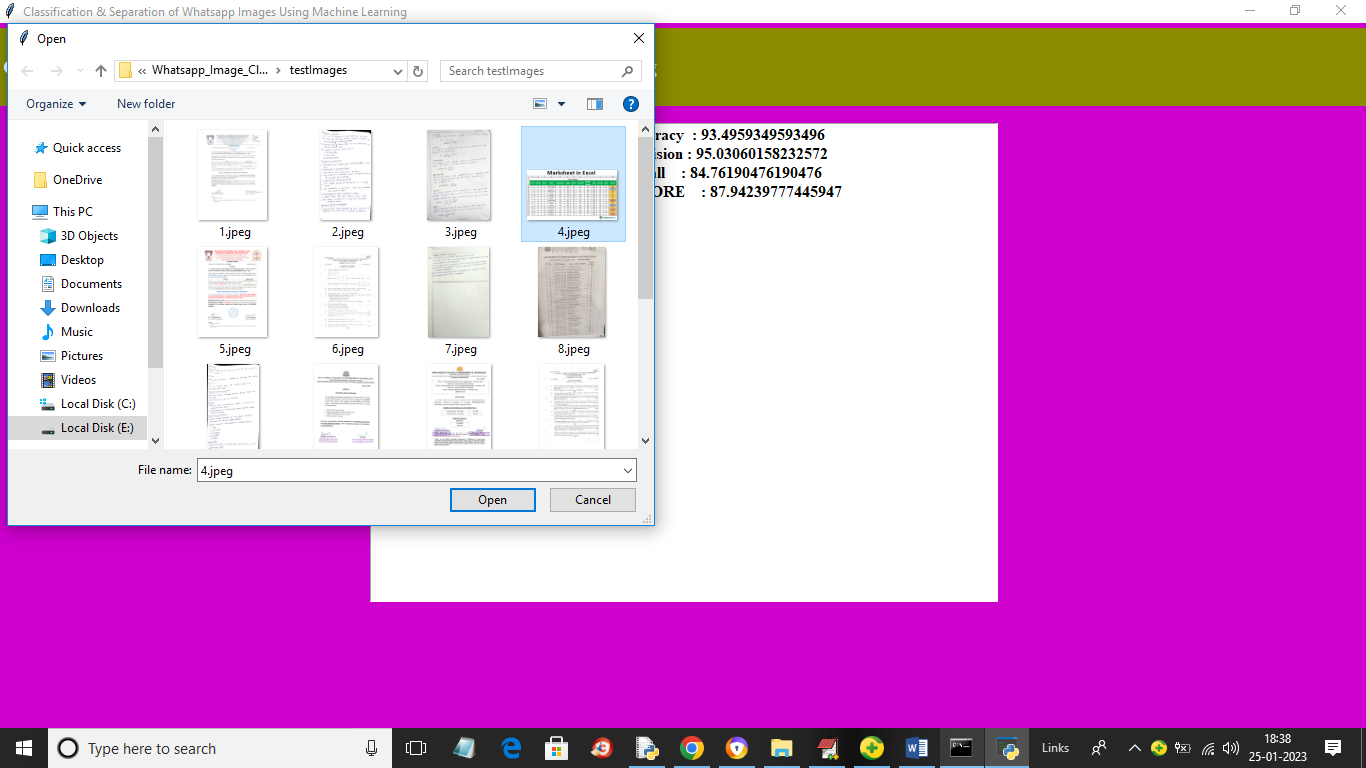 Classification & Separation of Whatsapp Images Using Machine Learning
Open
« Whatsapp_Image_Cl... › testImages
Search testImages
Organize
New folder
Quick access
OneDrive
This PC
3D Objects
Desktop
Documents
Downloads
Music
Pictures
Videos
Local Disk (C:)
Local Disk (E:)
Marksheet in Excel
1.jpeg
2.jpeg
3.jpeg
4.jpeg
5.jpeg
6.jpeg
7.jpeg
8.jpeg
File name:
4.jpeg
Open
Cancel
racy : 93.4959349593496
ision : 95.03060158232572
ll : 84.76190476190476
ORE : 87.94239777445947
Type here to search
Links
18:38
25-01-2023